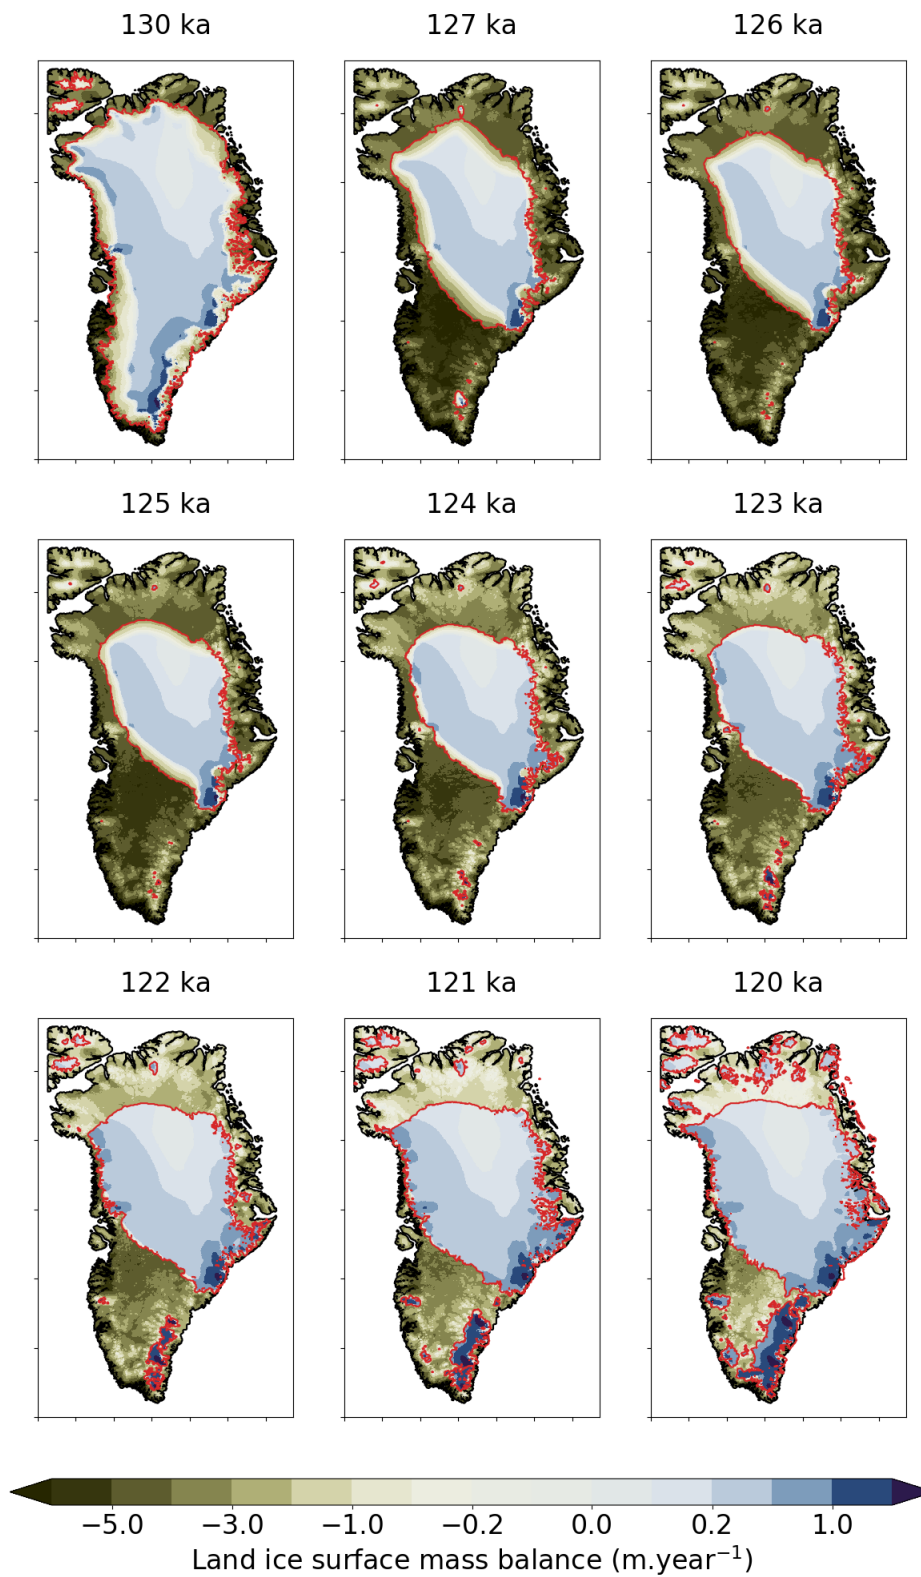 130 ka 127 ka 126 ka
125 ka 124 ka 123 ka
122 ka 121 ka 120 ka
−5.0 −3.0 −1.0 −0.2 0.0 0.2 1.0
Land ice surface mass balance (m.year⁻¹)